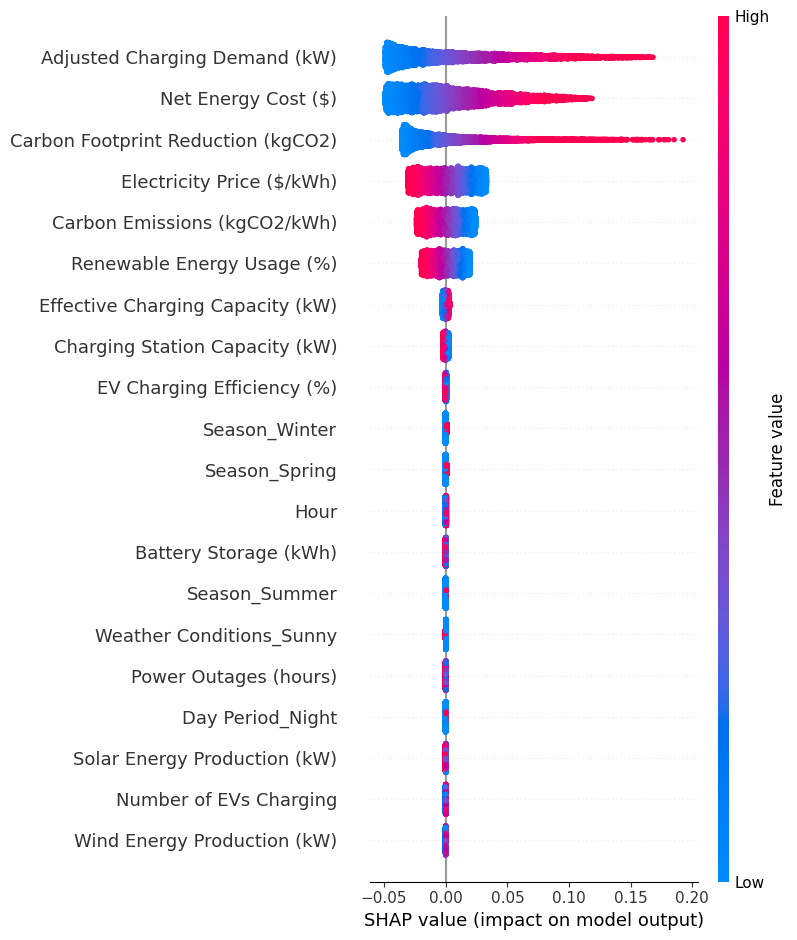 High
Adjusted Charging Demand (kW)
Net Energy Cost ($)
Carbon Footprint Reduction (kgCO2)
Electricity Price ($/kWh)
Carbon Emissions (kgCO2/kWh)
Renewable Energy Usage (%)
Effective Charging Capacity (kW)
Charging Station Capacity (kW)
EV Charging Efficiency (%)
Season_Winter
Season_Spring
Hour
Battery Storage (kWh)
Season_Summer
Weather Conditions_Sunny
Power Outages (hours)
Day Period_Night
Solar Energy Production (kW)
Number of EVs Charging
Wind Energy Production (kW)
Feature value
Low
−0.05 0.00 0.05 0.10 0.15 0.20
SHAP value (impact on model output)